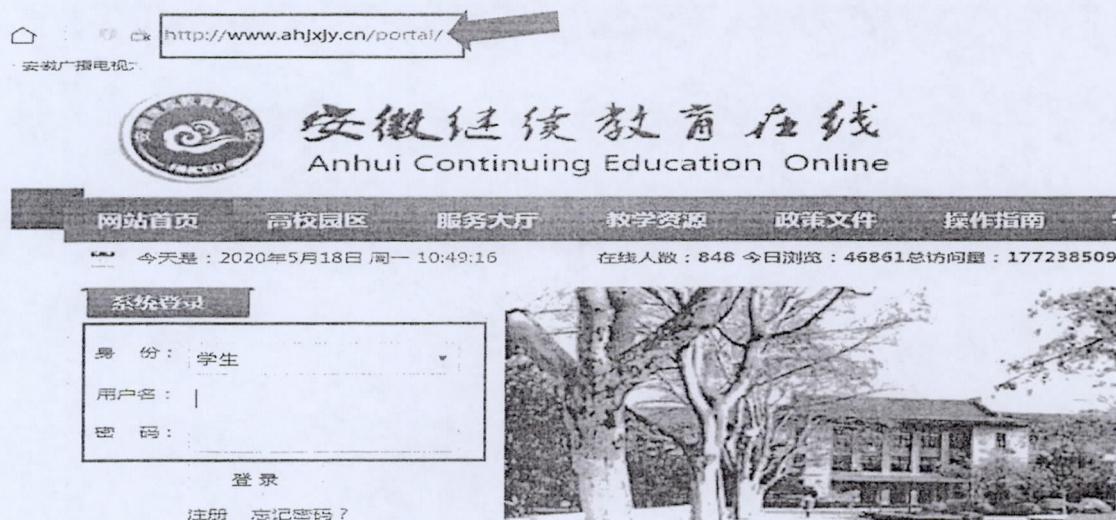 http://www.ahjxjy.cn/portal/
安徽广播电视
安徽继续教育在线
Anhui Continuing Education Online
网站首页 高校园区 服务大厅 教学资源 政策文件 操作指南
今天是：2020年5月18日 周一 10:49:16 在线人数：848 今日浏览：46861总访问量：177238509
系统登录
身 份： 学生
用户名：
密 码：
登 录
注册 忘记密码？